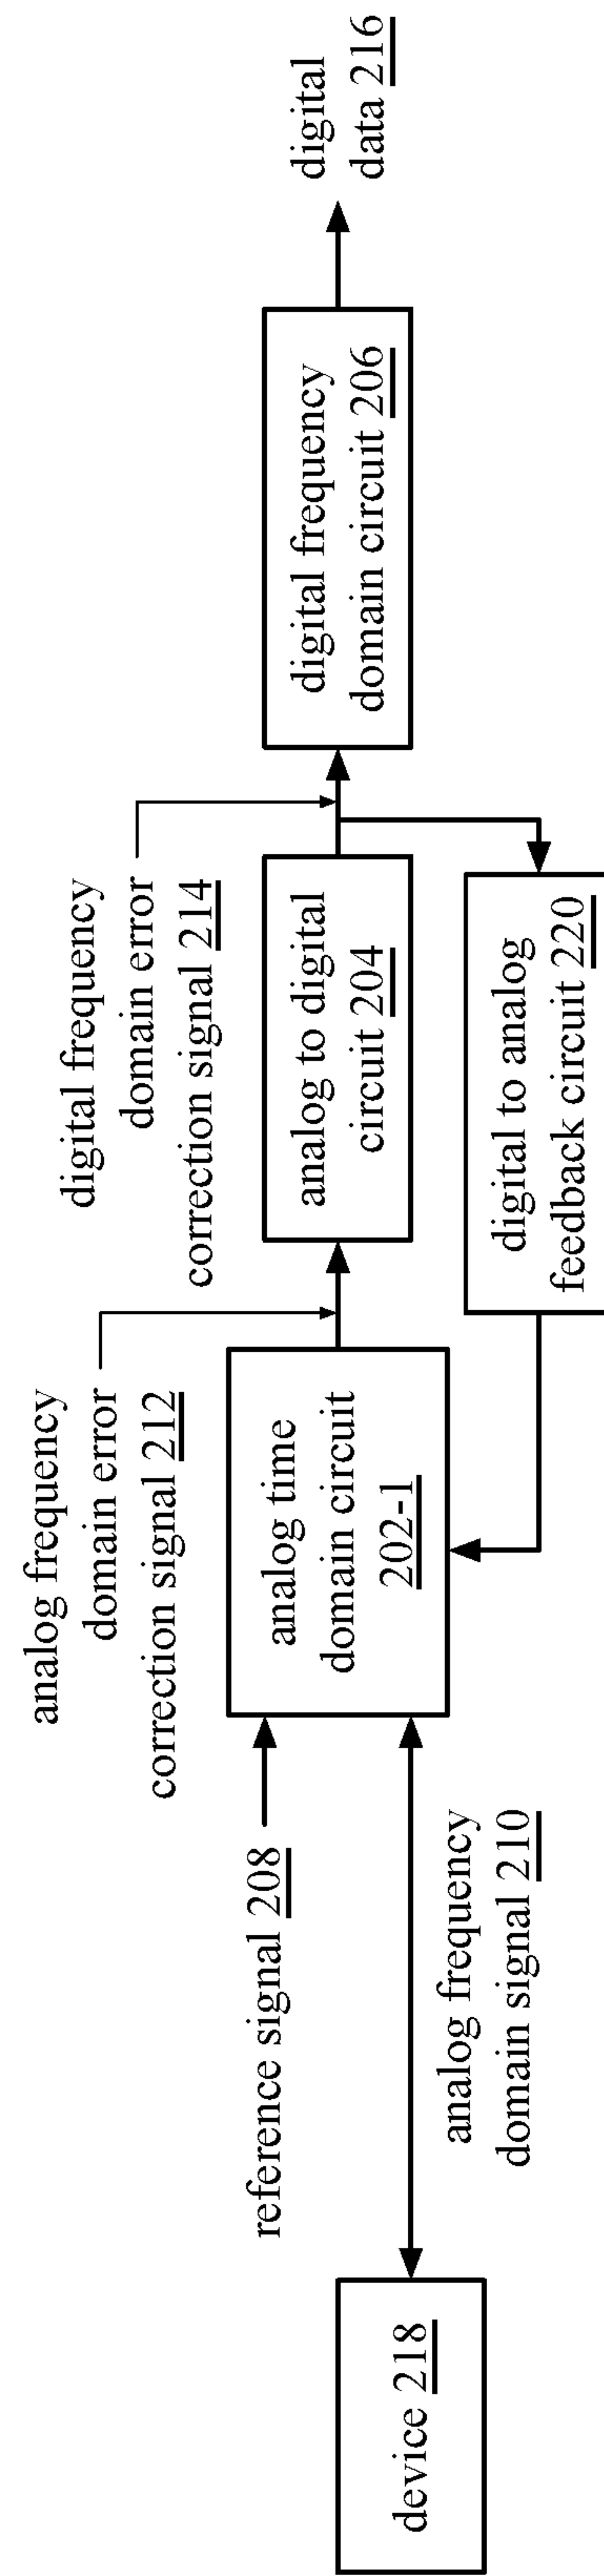 device 218
reference signal 208
analog frequency
domain signal 210
analog frequency
domain error
correction signal 212
analog time
domain circuit
202-1
digital frequency
domain error
correction signal 214
analog to digital
circuit 204
digital to analog
feedback circuit 220
digital frequency
domain circuit 206
digital
data 216